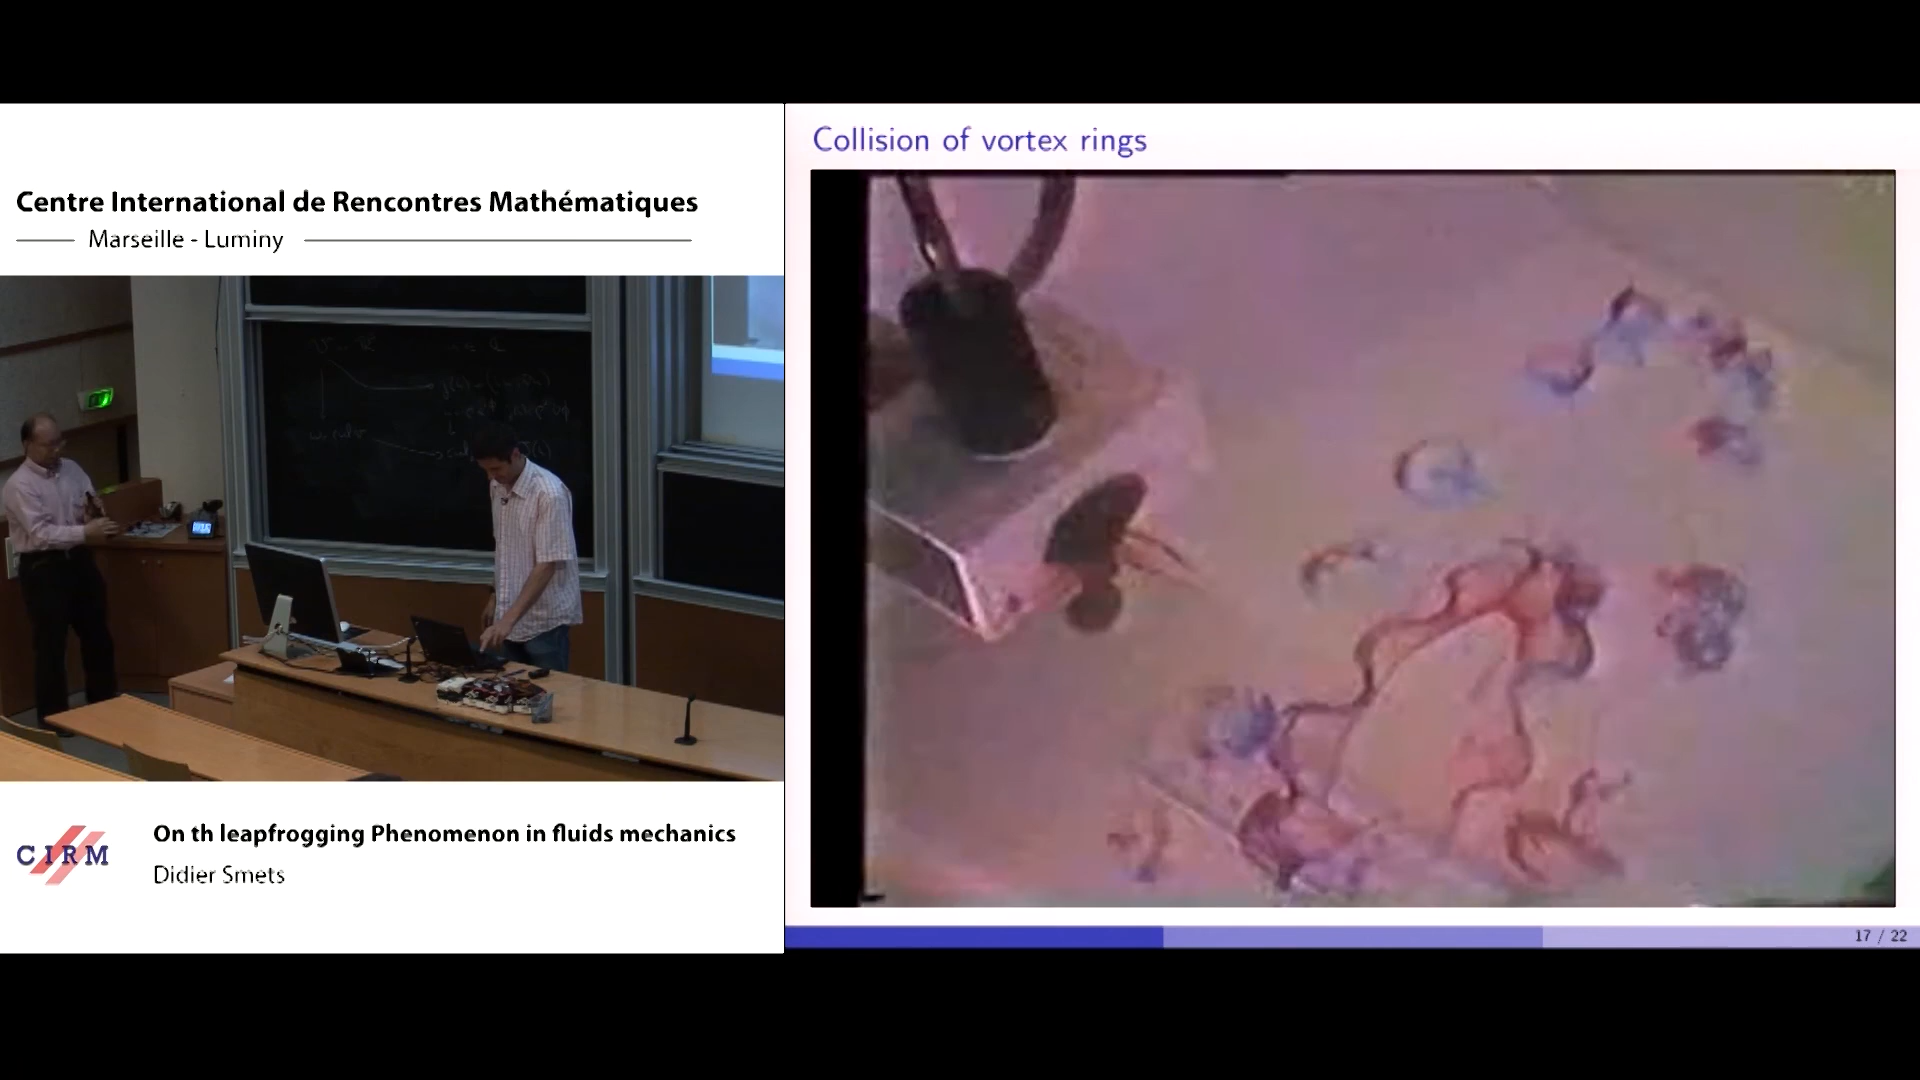 Centre International de Rencontres Mathématiques
Marseille - Luminy
CIRM
On th leapfrogging Phenomenon in fluids mechanics
Didier Smets
Collision of vortex rings
17 / 22